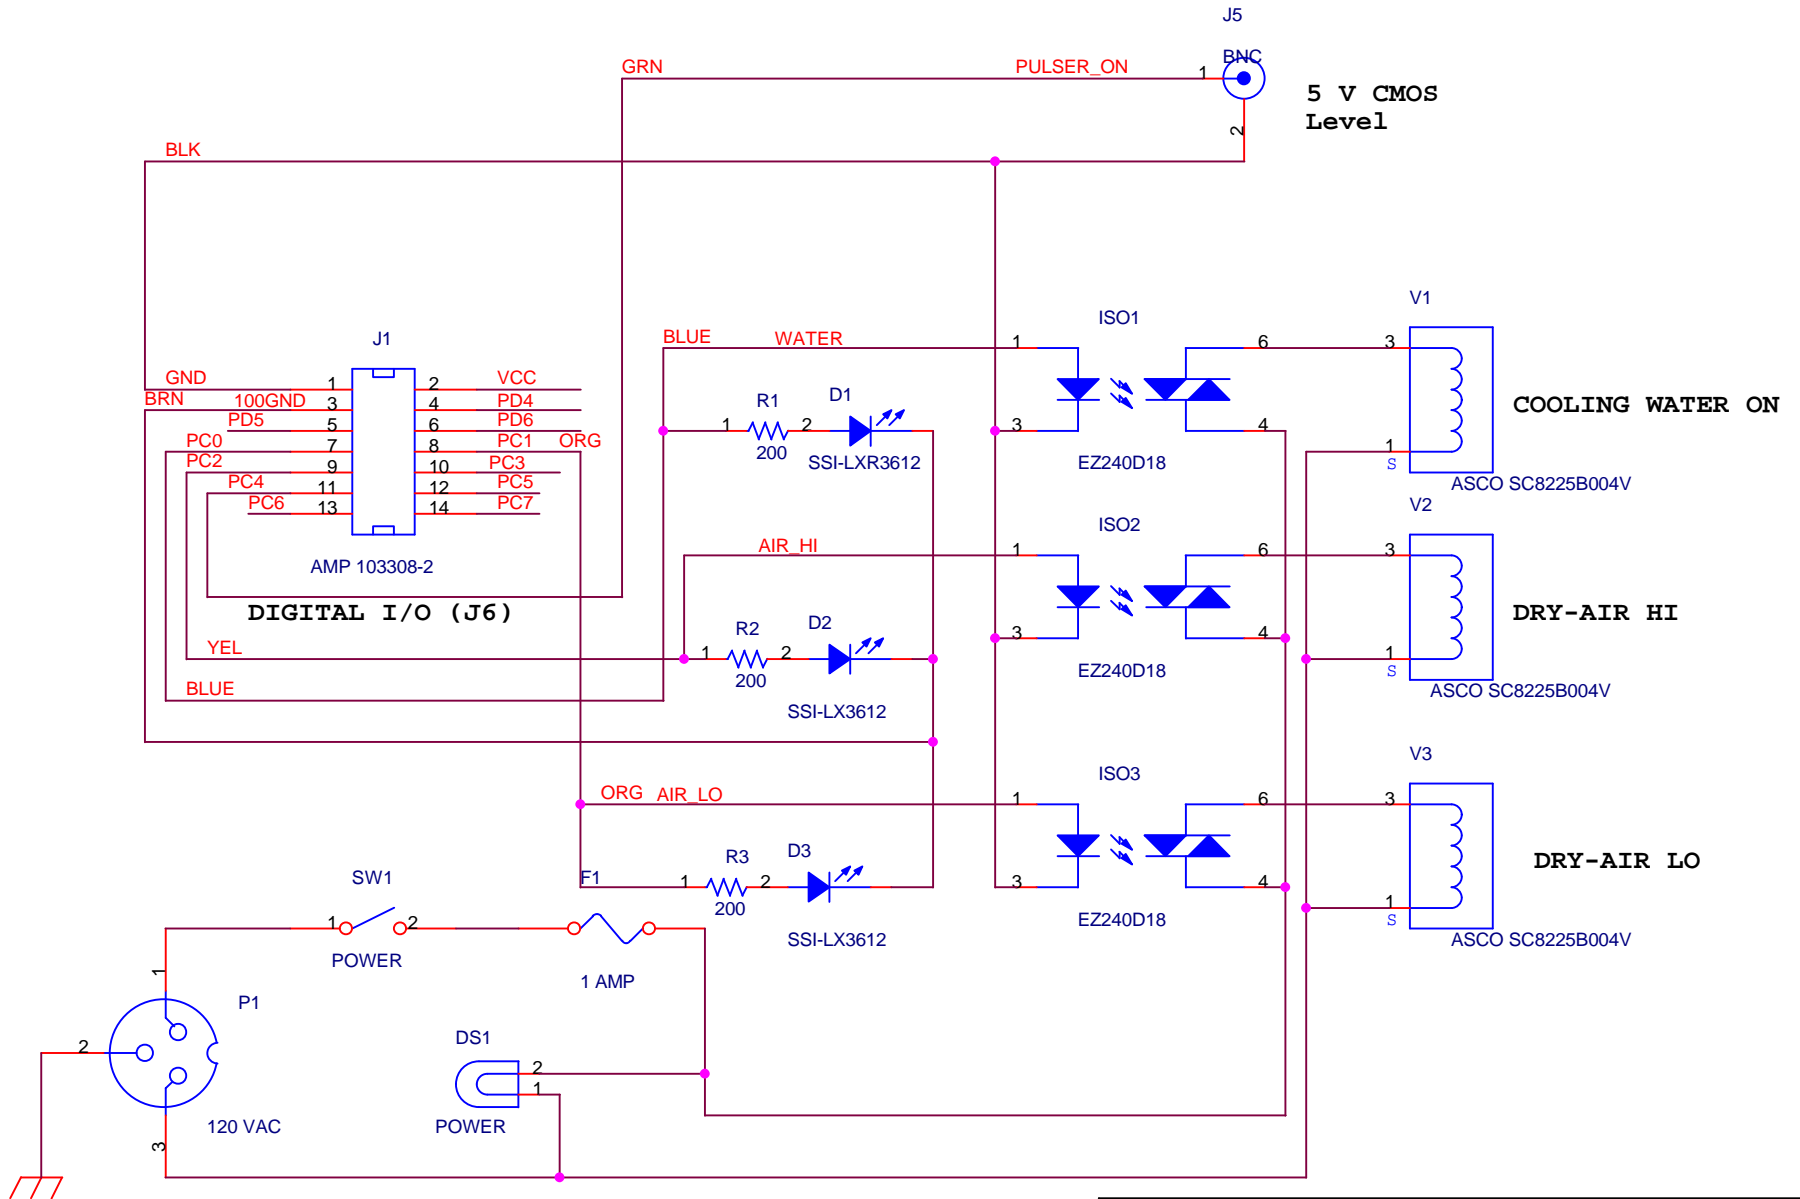 J5
BNC
GRN
PULSER_ON
1
5 V CMOS
Level
2
BLK
V1
ISO1
J1
BLUE
WATER
1
6
3
GND
1
2
VCC
BRN
100GND
3
4
PD4
PD5
5
6
PD6
PC0
7
8
PC1
ORG
PC2
9
10
PC3
PC4
11
12
PC5
PC6
13
14
PC7
AMP 103308-2
DIGITAL I/O (J6)
R1
D1
1
2
200
SSI-LXR3612
3
4
EZ240D18
COOLING WATER ON
1
S
ASCO SC8225B004V
V2
ISO2
AIR_HI
1
6
3
DRY-AIR HI
R2
D2
YEL
1
2
200
3
4
1
S
EZ240D18
ASCO SC8225B004V
BLUE
SSI-LX3612
V3
ISO3
ORG
AIR_LO
1
6
3
DRY-AIR LO
R3
D3
SW1
F1
1
2
200
3
4
1
S
EZ240D18
ASCO SC8225B004V
SSI-LX3612
1
2
POWER
1 AMP
1
P1
2
DS1
2
1
120 VAC
POWER
3